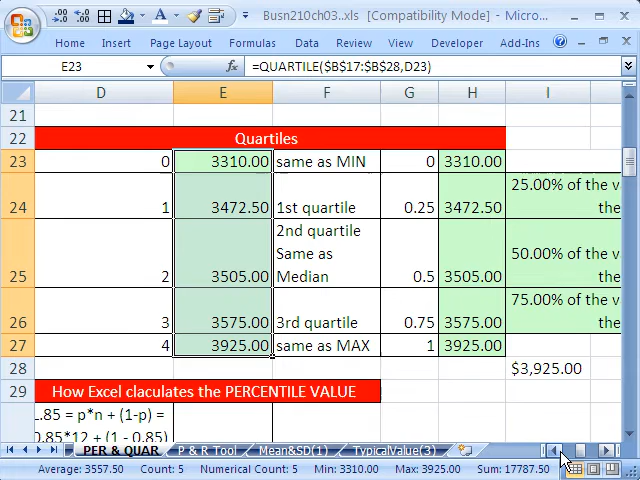 Busn210ch03..xls [Compatibility Mode] - Micro...
Home Insert Page Layout Formulas Data Review View Developer Add-Ins
E23 fx =QUARTILE($B$17:$B$28,D23)
D E F G H I
21
22 Quartiles
23 0 3310.00 same as MIN 0 3310.00
24 1 3472.50 1st quartile 0.25 3472.50 25.00% of the v
the
25 2 3505.00 2nd quartile Same as Median 0.5 3505.00 50.00% of the v
the
26 3 3575.00 3rd quartile 0.75 3575.00 75.00% of the v
the
27 4 3925.00 same as MAX 1 3925.00
28 $3,925.00
29 How Excel claculates the PERCENTILE VALUE
.85 = p*n + (1-p) =
0.85*12 + (1 - 0.85)
PER & QUAR P & R Tool Mean&SD(1) TypicalValue(3)
Average: 3557.50 Count: 5 Numerical Count: 5 Min: 3310.00 Max: 3925.00 Sum: 17787.50